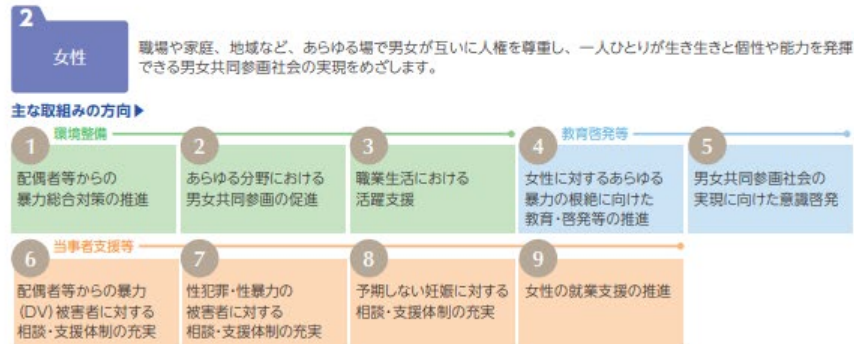 2
女性
職場や家庭、地域など、あらゆる場で男女が互いに人権を尊重し、一人ひとりが生き生きと個性や能力を発揮
できる男女共同参画社会の実現をめざします。
主な取組みの方向▶
環境整備
教育啓発等
1
配偶者等からの
暴力総合対策の推進
2
あらゆる分野における
男女共同参画の促進
3
職業生活における
活躍支援
4
女性に対するあらゆる
暴力の根絶に向けた
教育・啓発等の推進
5
男女共同参画社会の
実現に向けた意識啓発
当事者支援等
6
配偶者等からの暴力
(DV)被害者に対する
相談・支援体制の充実
7
性犯罪・性暴力の
被害者に対する
相談・支援体制の充実
8
予期しない妊娠に対する
相談・支援体制の充実
9
女性の就業支援の推進